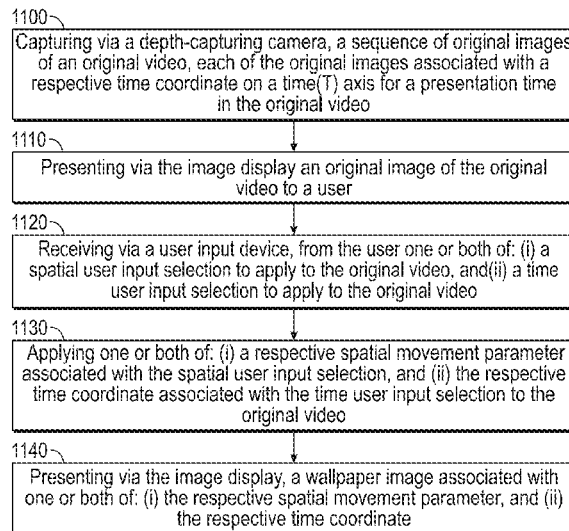 1100
Capturing via a depth-capturing camera, a sequence of original images
of an original video, each of the original images associated with a
respective time coordinate on a time(T) axis for a presentation time
in the original video
1110
Presenting via the image display an original image of the original
video to a user
1120
Receiving via a user input device, from the user one or both of: (i) a
spatial user input selection to apply to the original video, and(ii) a time
user input selection to apply to the original video
1130
Applying one or both of: (i) a respective spatial movement parameter
associated with the spatial user input selection, and (ii) the respective
time coordinate associated with the time user input selection to the
original video
1140
Presenting via the image display, a wallpaper image associated with
one or both of: (i) the respective spatial movement parameter, and (ii)
the respective time coordinate